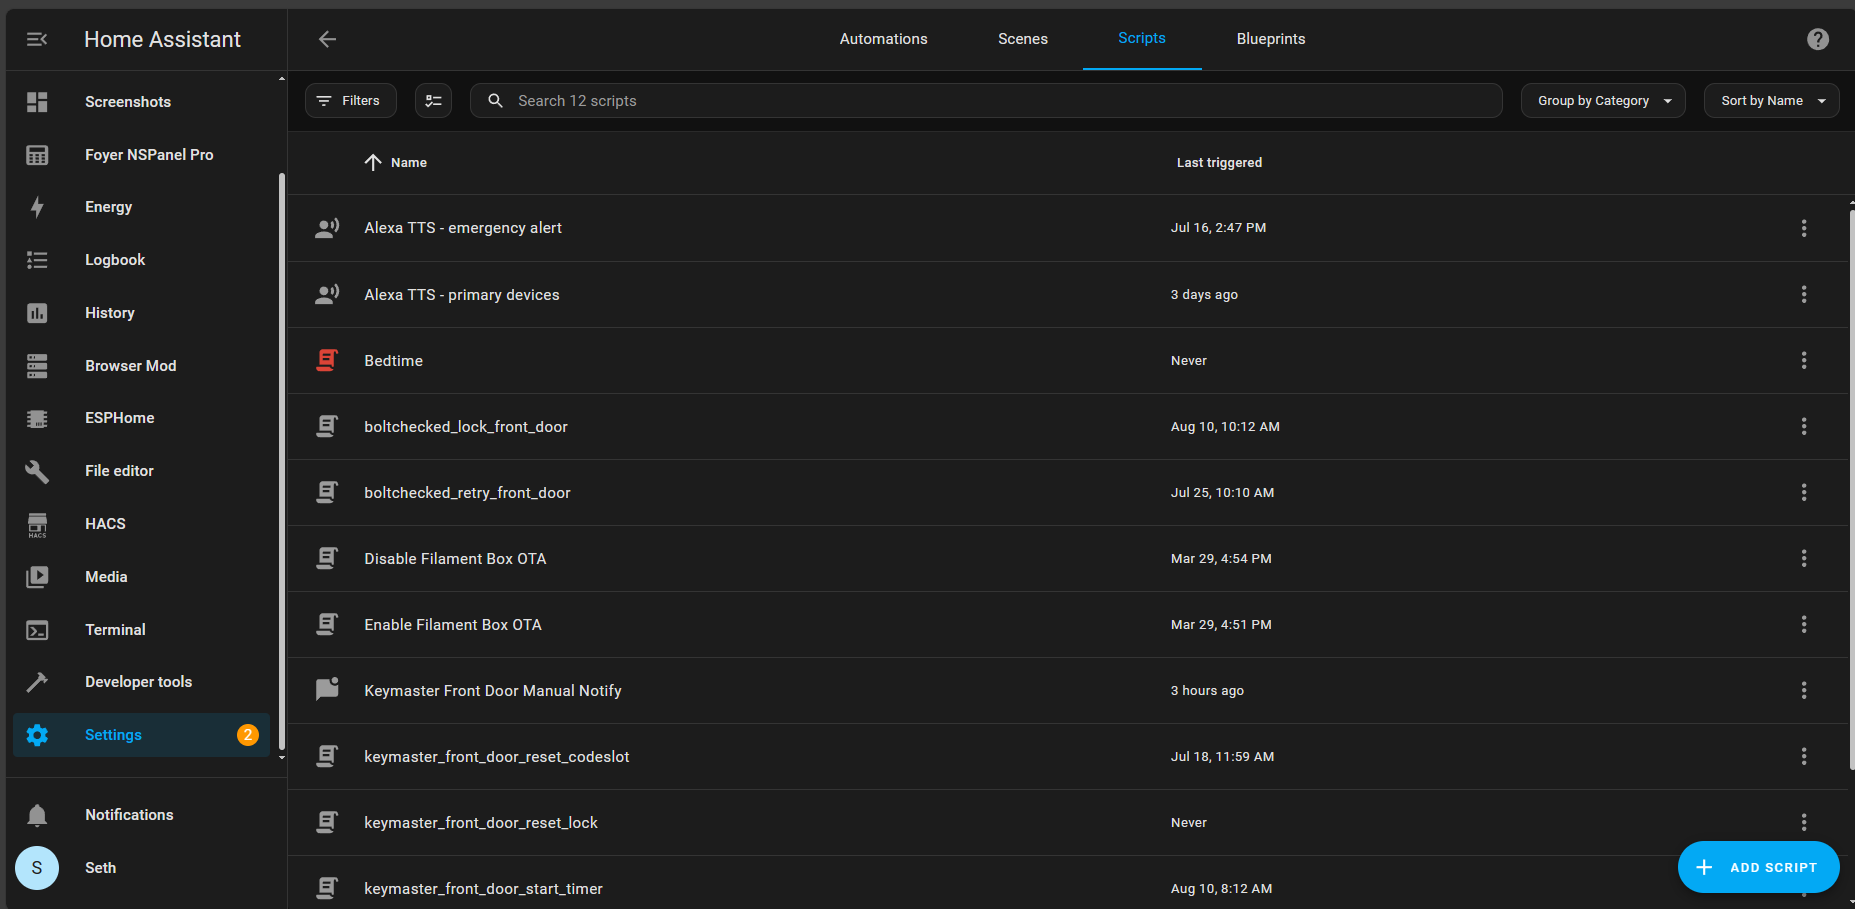 Home Assistant
Automations
Scenes
Scripts
Blueprints
Screenshots
Foyer NSPanel Pro
Energy
Logbook
History
Browser Mod
ESPHome
File editor
HACS
HACS
Media
Terminal
Developer tools
Settings 2
Notifications
S Seth
Filters
Search 12 scripts
Group by Category
Sort by Name
Name Last triggered
Alexa TTS - emergency alert Jul 16, 2:47 PM
Alexa TTS - primary devices 3 days ago
Bedtime Never
boltchecked_lock_front_door Aug 10, 10:12 AM
boltchecked_retry_front_door Jul 25, 10:10 AM
Disable Filament Box OTA Mar 29, 4:54 PM
Enable Filament Box OTA Mar 29, 4:51 PM
Keymaster Front Door Manual Notify 3 hours ago
keymaster_front_door_reset_codeslot Jul 18, 11:59 AM
keymaster_front_door_reset_lock Never
keymaster_front_door_start_timer Aug 10, 8:12 AM
ADD SCRIPT